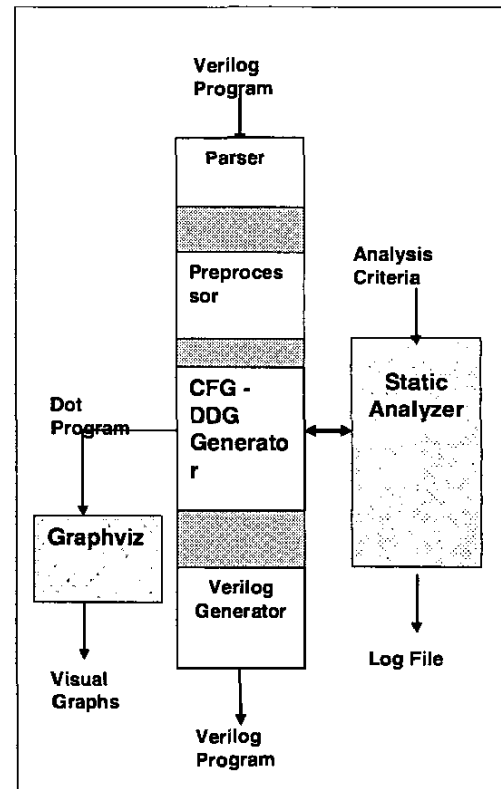 Verilog
Program
Parser
Preproces
sor
Analysis
Criteria
CFG -
DDG
Generato
r
Static
Analyzer
Dot
Program
Graphviz
Verilog
Generator
Visual
Graphs
Log File
Verilog
Program